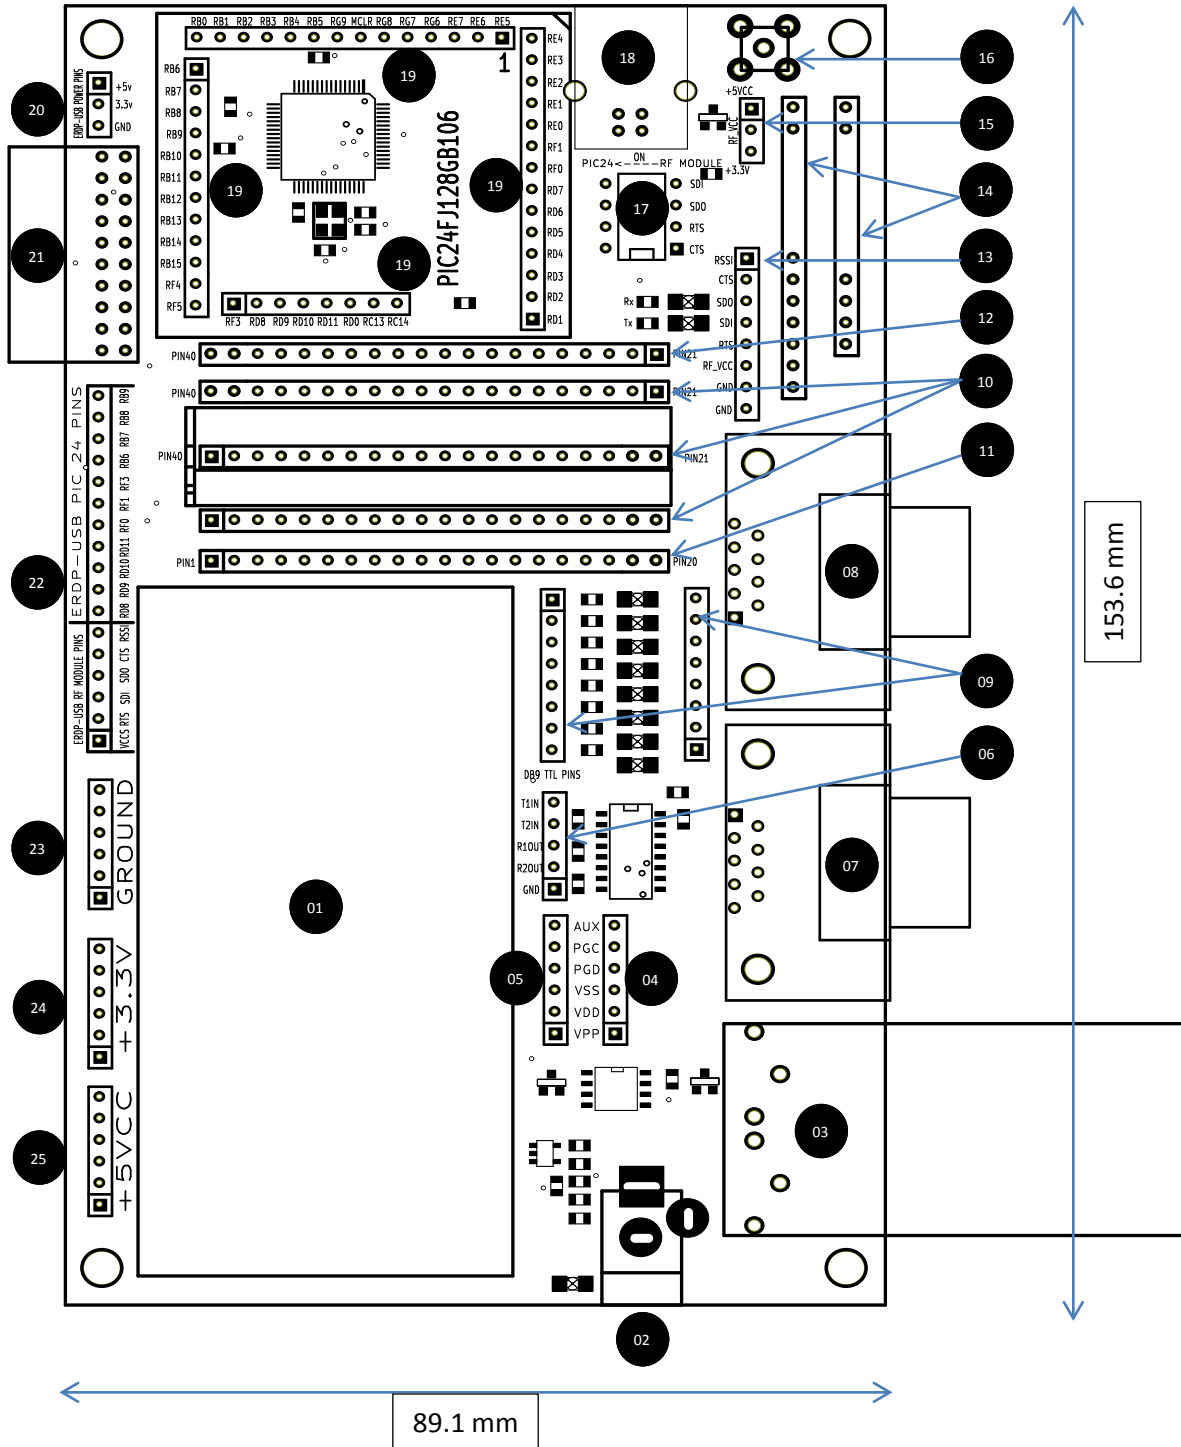 RB0 RB1 RB2 RB3 RB4 RB5 RG9 MCLR RG8 RG7 RG6 RE7 RE6 RE5
1
RB6
RB7
RB8
RB9
RB10
RB11
RB12
RB13
RB14
RB15
RF4
RF5
RE4
RE3
RE2
RE1
RE0
RF1
RF0
RD7
RD6
RD5
RD4
RD3
RD2
RD1
RF3 RD8 RD9 RD10 RD11 RD0 RC13 RC14
PIC24FJ128GB106
19
19
19
19
18
16
20
ERDP-USB POWER PINS
+5v
3.3v
GND
+5VCC
RF_VCC
+3.3V
15
ON
PIC24<----RF MODULE
SDI
SDO
RTS
CTS
17
14
21
RSSI
CTS
SDO
SDI
RTS
RF_VCC
GND
GND
13
Rx
Tx
12
PIN40 PIN21
PIN40 PIN21
10
PIN40 PIN21
11
PIN1 PIN20
ERDP-USB PIC 24 PINS
RB9
RB8
RB7
RB6
RF3
RF1
RF0
RD11
RD10
RD9
RD8
22
ERDP-USB RF MODULE PINS
RSSI
CTS
SDO
SDI
RTS
VCCS
08
153.6 mm
09
DB9 TTL PINS
06
T1IN
T2IN
R1OUT
R2OUT
GND
07
23
GROUND
01
AUX
PGC
PGD
VSS
VDD
VPP
05
04
24
+3.3V
25
+5VCC
03
02
89.1 mm